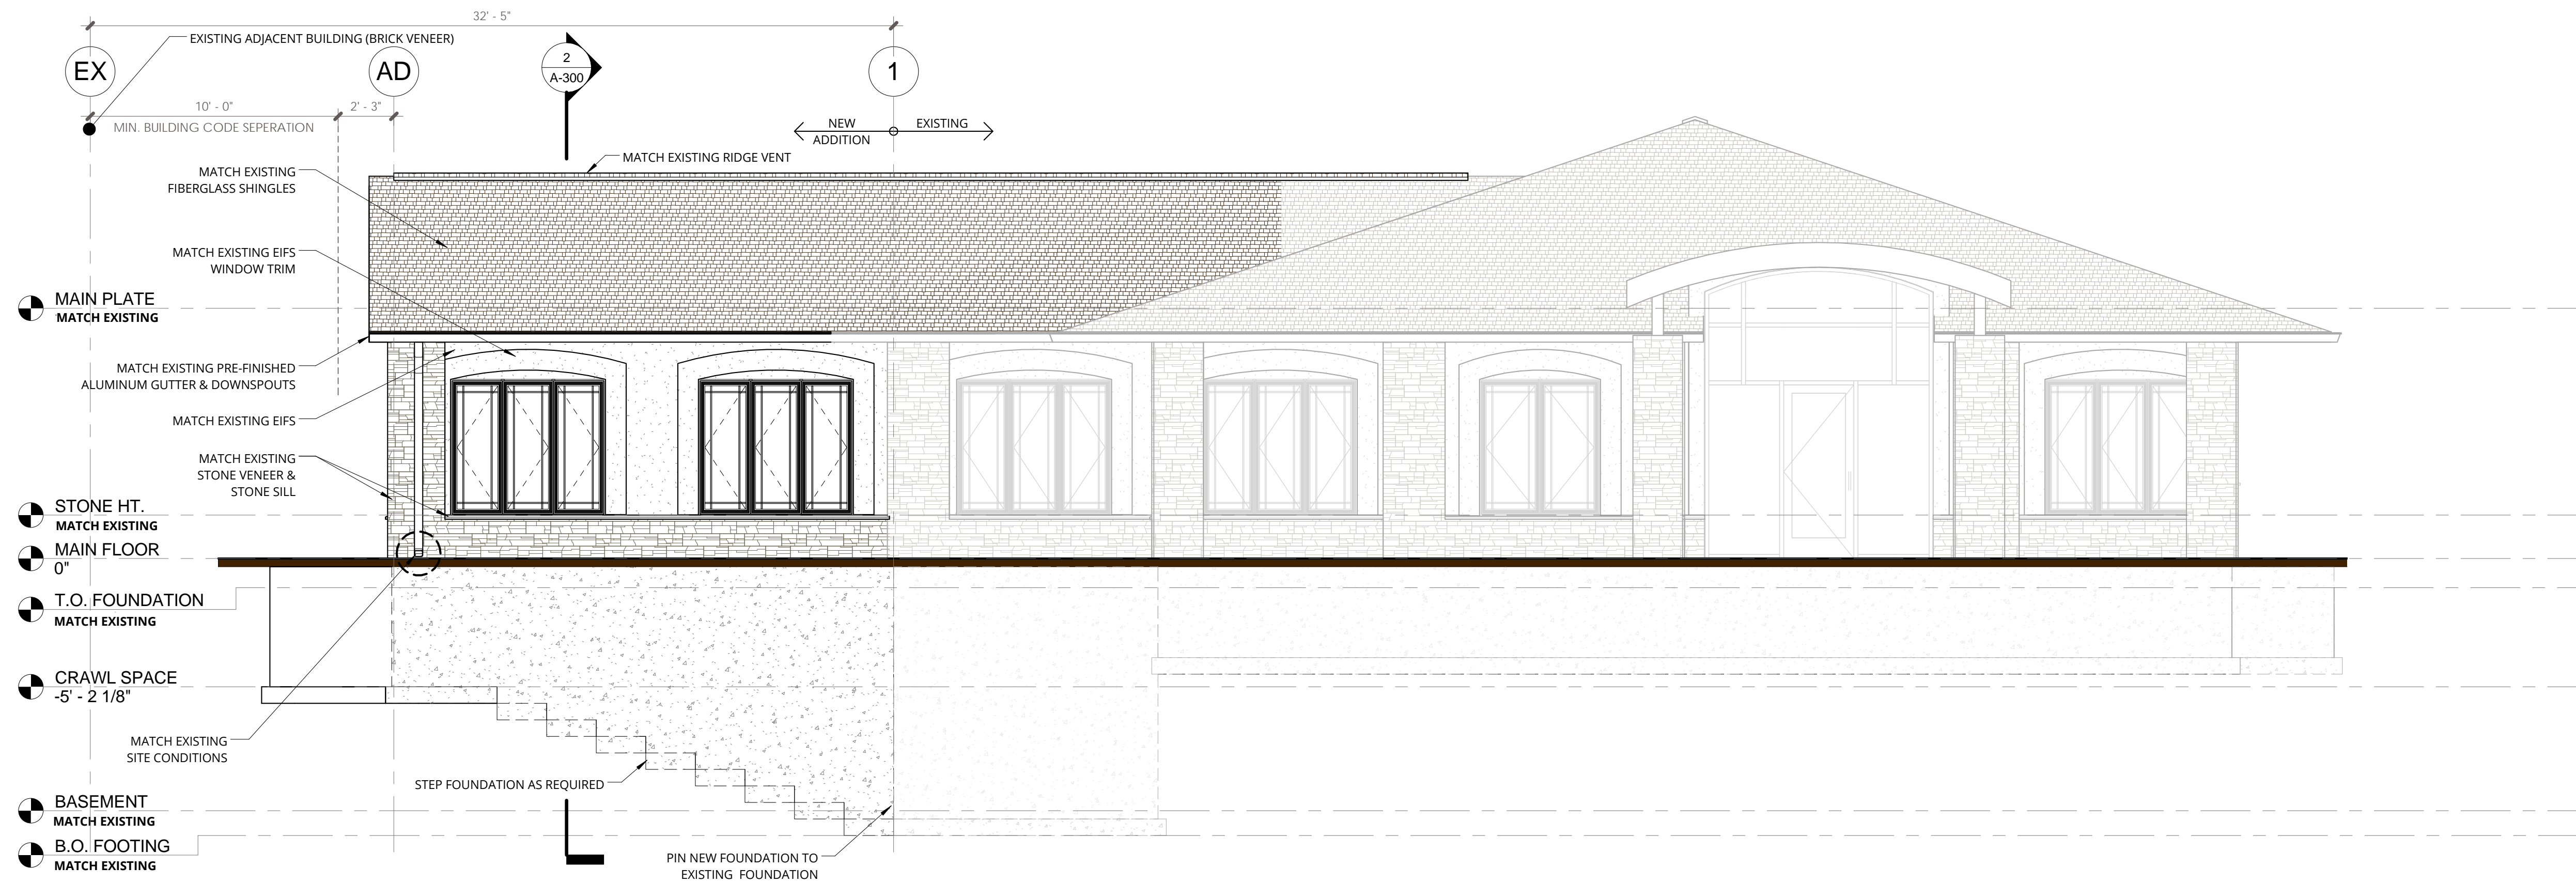 32' - 5"
EXISTING ADJACENT BUILDING (BRICK VENEER)
EX
AD
2
A-300
1
10' - 0"
2' - 3"
MIN. BUILDING CODE SEPERATION
NEW
ADDITION
EXISTING
MATCH EXISTING RIDGE VENT
MATCH EXISTING
FIBERGLASS SHINGLES
MATCH EXISTING EIFS
WINDOW TRIM
MAIN PLATE
MATCH EXISTING
MATCH EXISTING PRE-FINISHED
ALUMINUM GUTTER & DOWNSPOUTS
MATCH EXISTING EIFS
MATCH EXISTING
STONE VENEER &
STONE SILL
STONE HT.
MATCH EXISTING
MAIN FLOOR
0"
T.O. FOUNDATION
MATCH EXISTING
CRAWL SPACE
-5' - 2 1/8"
MATCH EXISTING
SITE CONDITIONS
STEP FOUNDATION AS REQUIRED
BASEMENT
MATCH EXISTING
B.O. FOOTING
MATCH EXISTING
PIN NEW FOUNDATION TO
EXISTING FOUNDATION